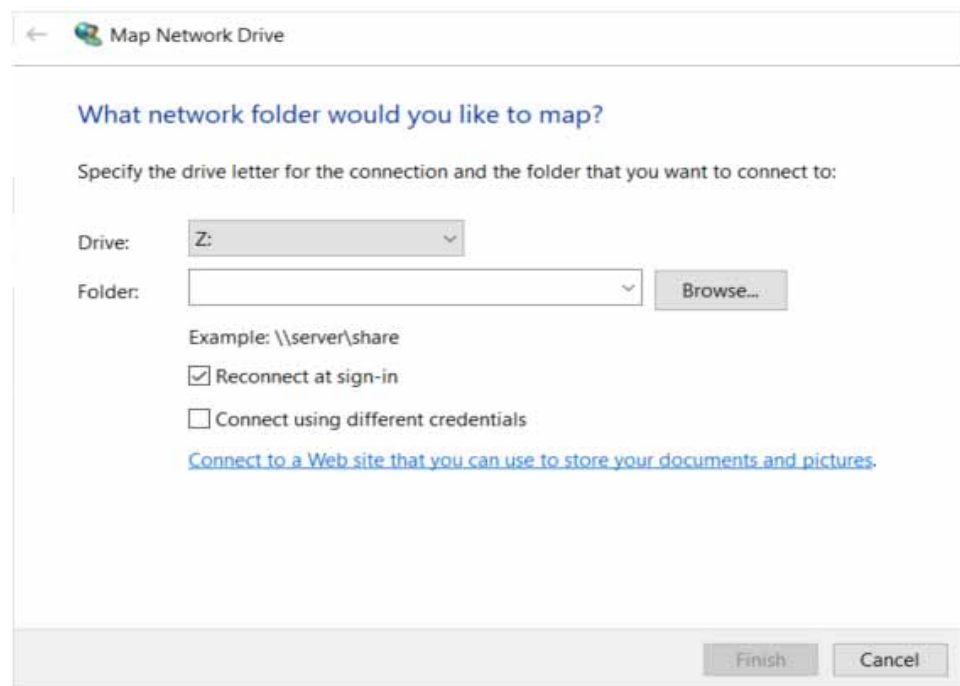 Map Network Drive
What network folder would you like to map?
Specify the drive letter for the connection and the folder that you want to connect to:
Drive: Z:
Folder: Browse...
Example: \\server\share
Reconnect at sign-in
Connect using different credentials
Connect to a Web site that you can use to store your documents and pictures.
Finish Cancel